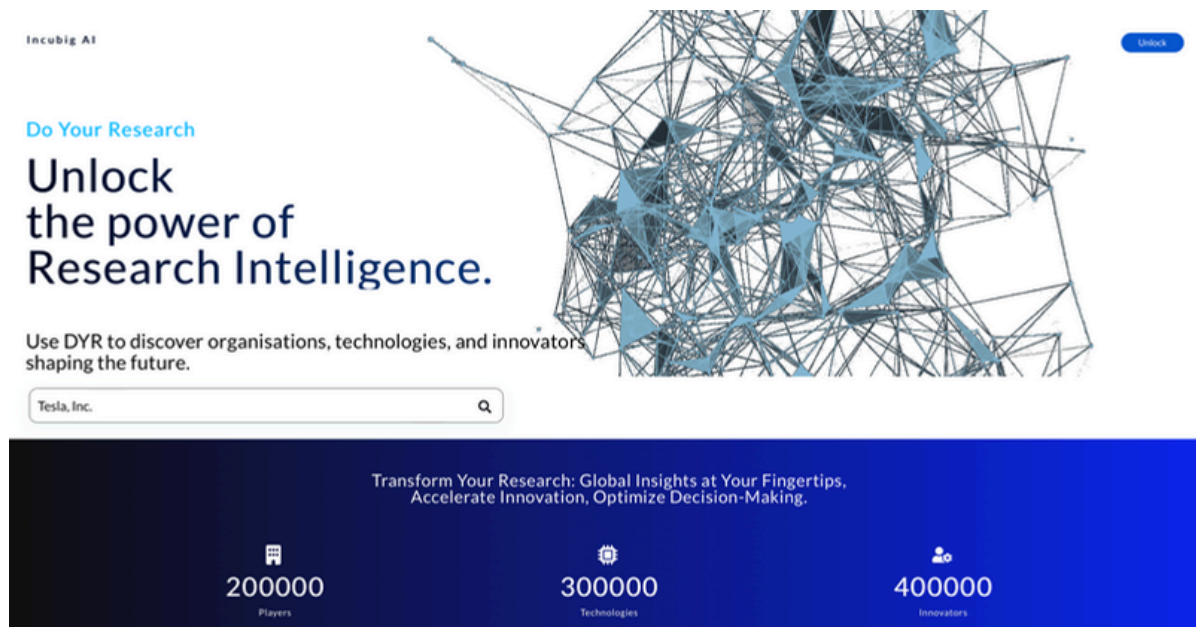 Incubig AI
Unlock
Do Your Research
Unlock
the power of
Research Intelligence.
Use DYR to discover organisations, technologies, and innovators
shaping the future.
Tesla, Inc.
Transform Your Research: Global Insights at Your Fingertips,
Accelerate Innovation, Optimize Decision-Making.
200000
Players
300000
Technologies
400000
Innovators